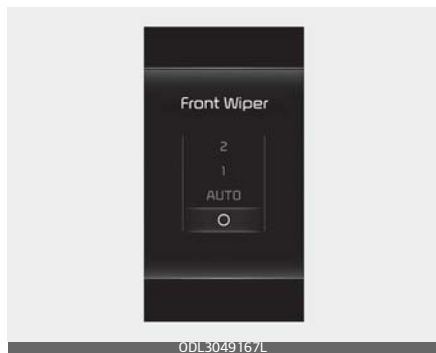 Front Wiper
2
1
AUTO
O
ODL3049167L